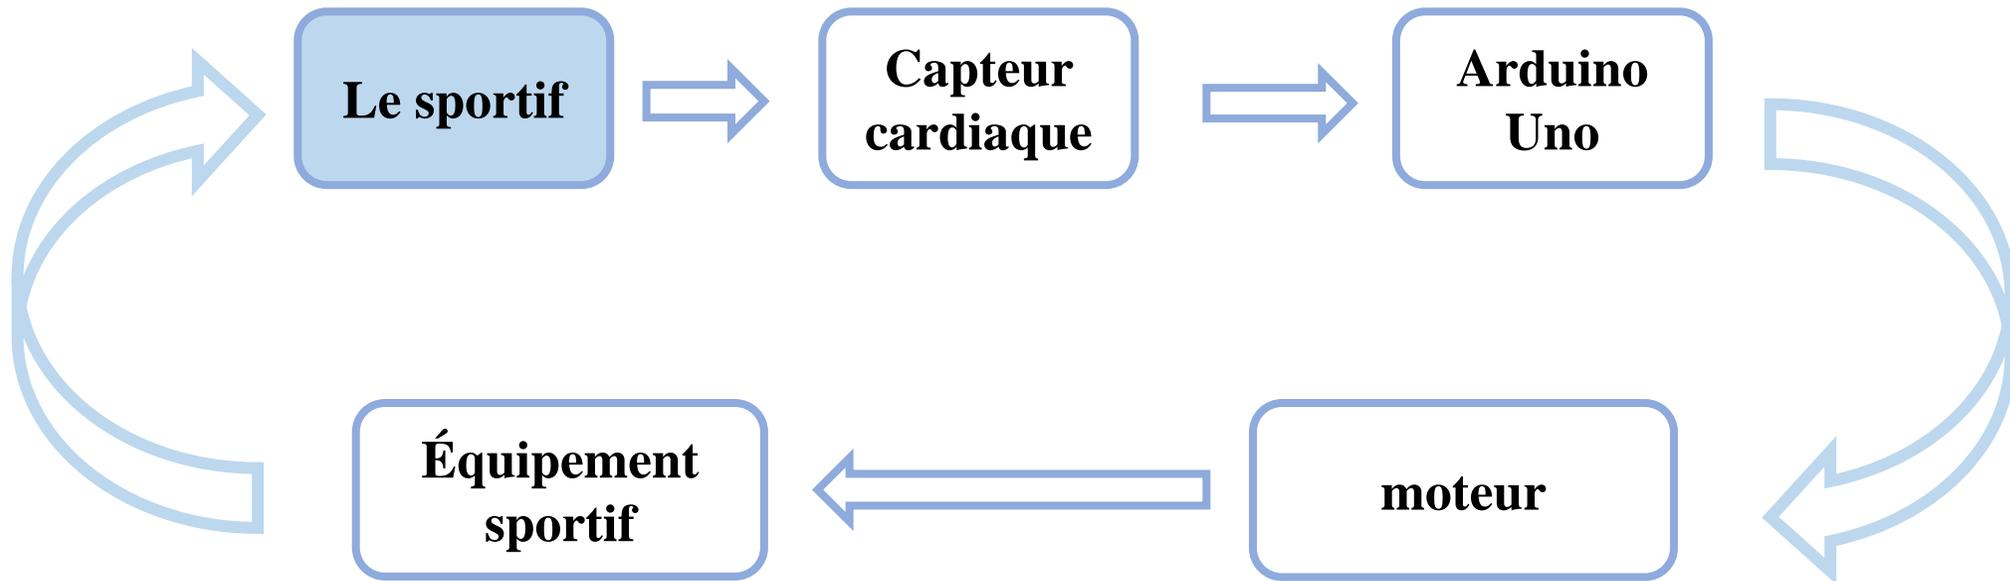 Le sportif
Capteur
cardiaque
Arduino
Uno
Équipement
sportif
moteur